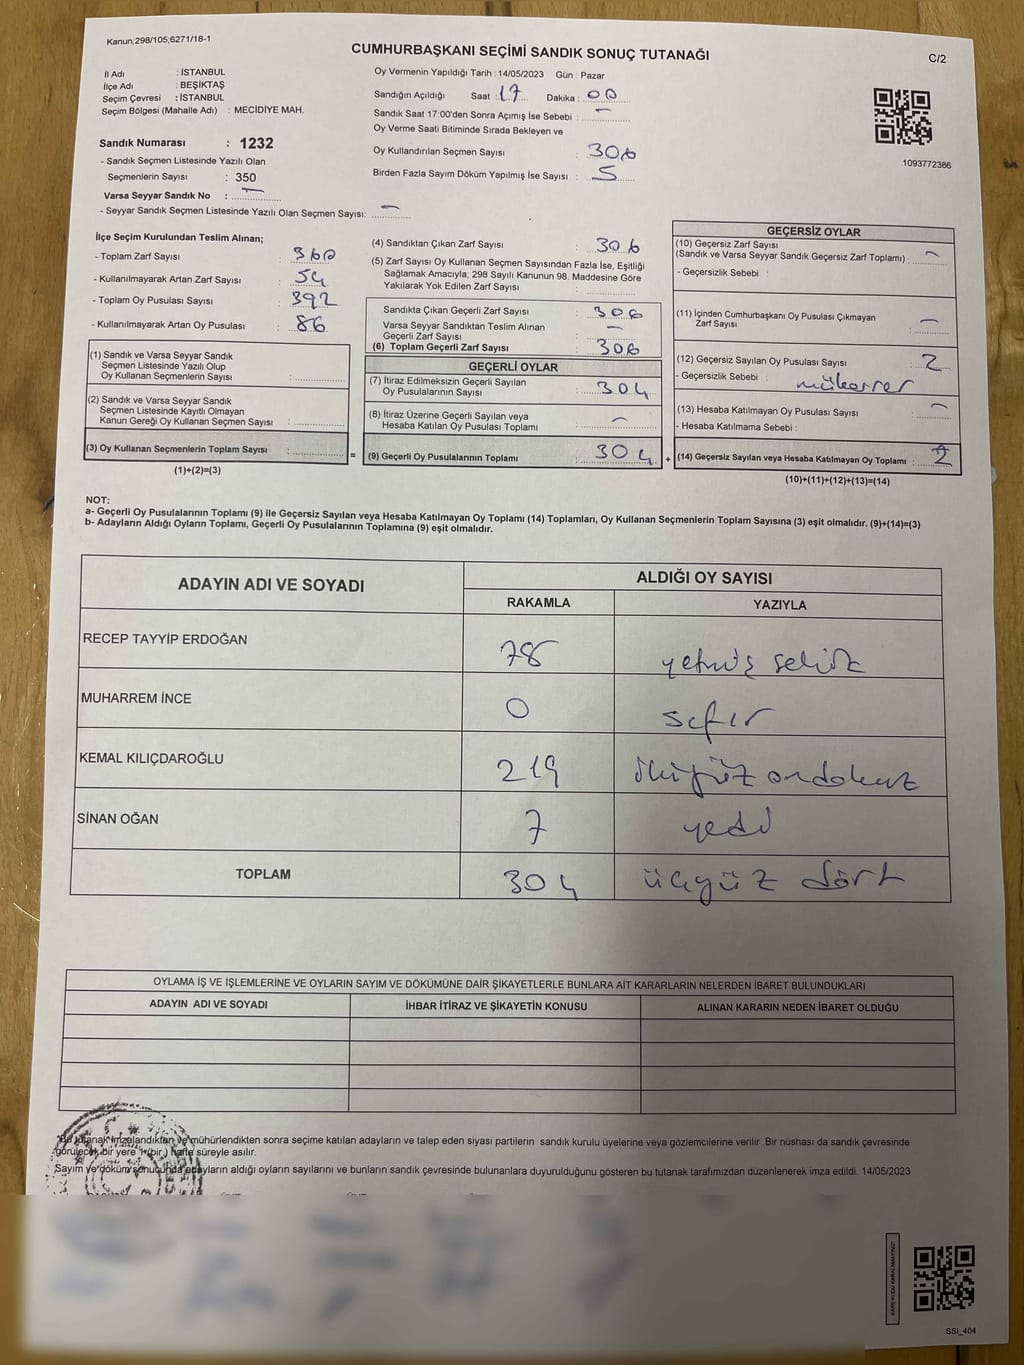 Kanun;298/105;6271/18-1
CUMHURBAŞKANI SEÇİMİ SANDIK SONUÇ TUTANAĞI
C/2
İl Adı : İSTANBUL
İlçe Adı : BEŞİKTAŞ
Seçim Çevresi : İSTANBUL
Seçim Bölgesi (Mahalle Adı) : MECİDİYE MAH.
Sandık Numarası : 1232
- Sandık Seçmen Listesinde Yazılı Olan
Seçmenlerin Sayısı : 350
Varsa Seyyar Sandık No : —
- Seyyar Sandık Seçmen Listesinde Yazılı Olan Seçmen Sayısı: —
Oy Vermenin Yapıldığı Tarih : 14/05/2023 Gün : Pazar
Sandığın Açıldığı Saat : 17 Dakika : 00
Sandık Saat 17:00'den Sonra Açımış İse Sebebi : —
Oy Verme Saati Bitiminde Sırada Bekleyen ve
Oy Kullandırılan Seçmen Sayısı : 306
Birden Fazla Sayım Döküm Yapılmış İse Sayısı : 5
1093772386
İlçe Seçim Kurulundan Teslim Alınan;
- Toplam Zarf Sayısı : 360
- Kullanılmayarak Artan Zarf Sayısı : 54
- Toplam Oy Pusulası Sayısı : 392
- Kullanılmayarak Artan Oy Pusulası : 86
(1) Sandık ve Varsa Seyyar Sandık
Seçmen Listesinde Yazılı Olup
Oy Kullanan Seçmenlerin Sayısı :
(2) Sandık ve Varsa Seyyar Sandık
Seçmen Listesinde Kayıtlı Olmayan
Kanun Gereği Oy Kullanan Seçmen Sayısı :
(3) Oy Kullanan Seçmenlerin Toplam Sayısı :
(1)+(2)=(3)
(4) Sandıktan Çıkan Zarf Sayısı : 306
(5) Zarf Sayısı Oy Kullanan Seçmen Sayısından Fazla İse, Eşitliği
Sağlamak Amacıyla; 298 Sayılı Kanunun 98. Maddesine Göre
Yakılarak Yok Edilen Zarf Sayısı :
Sandıkta Çıkan Geçerli Zarf Sayısı : 306
Varsa Seyyar Sandıktan Teslim Alınan
Geçerli Zarf Sayısı : —
(6) Toplam Geçerli Zarf Sayısı : 306
GEÇERLİ OYLAR
(7) İtiraz Edilmeksizin Geçerli Sayılan
Oy Pusulalarının Sayısı : 304
(8) İtiraz Üzerine Geçerli Sayılan veya
Hesaba Katılan Oy Pusulası Toplamı : —
= (9) Geçerli Oy Pusulalarının Toplamı : 304 +
GEÇERSİZ OYLAR
(10) Geçersiz Zarf Sayısı
(Sandık ve Varsa Seyyar Sandık Geçersiz Zarf Toplamı) : —
- Geçersizlik Sebebi :
(11) İçinden Cumhurbaşkanı Oy Pusulası Çıkmayan
Zarf Sayısı : —
(12) Geçersiz Sayılan Oy Pusulası Sayısı : 2
- Geçersizlik Sebebi : mükerrer
(13) Hesaba Katılmayan Oy Pusulası Sayısı : —
- Hesaba Katılmama Sebebi :
(14) Geçersiz Sayılan veya Hesaba Katılmayan Oy Toplamı : 2
(10)+(11)+(12)+(13)=(14)
NOT:
a- Geçerli Oy Pusulalarının Toplamı (9) ile Geçersiz Sayılan veya Hesaba Katılmayan Oy Toplamı (14) Toplamları, Oy Kullanan Seçmenlerin Toplam Sayısına (3) eşit olmalıdır. (9)+(14)=(3)
b- Adayların Aldığı Oyların Toplamı, Geçerli Oy Pusulalarının Toplamına (9) eşit olmalıdır.
ADAYIN ADI VE SOYADI ALDIĞI OY SAYISI
RAKAMLA YAZIYLA
RECEP TAYYİP ERDOĞAN 78 yetmiş sekiz
MUHARREM İNCE 0 sıfır
KEMAL KILIÇDAROĞLU 219 ikiyüz ondokuz
SİNAN OĞAN 7 yedi
TOPLAM 304 üçyüz dört
OYLAMA İŞ VE İŞLEMLERİNE VE OYLARIN SAYIM VE DÖKÜMÜNE DAİR ŞİKAYETLERLE BUNLARA AİT KARARLARIN NELERDEN İBARET BULUNDUKLARI
ADAYIN ADI VE SOYADI İHBAR İTİRAZ VE ŞİKAYETİN KONUSU ALINAN KARARIN NEDEN İBARET OLDUĞU
*Bu tutanak imzalandıktan ve mühürlendikten sonra seçime katılan adayların ve talep eden siyasi partilerin sandık kurulu üyelerine veya gözlemcilerine verilir. Bir nüshası da sandık çevresinde
görülecek bir yere 1 (bir ) hafta süreyle asılır.
Sayım ve döküm sonucunda adayların aldığı oyların sayılarını ve bunların sandık çevresinde bulunanlara duyurulduğunu gösteren bu tutanak tarafımızdan düzenlenerek imza edildi. 14/05/2023
SSI_404